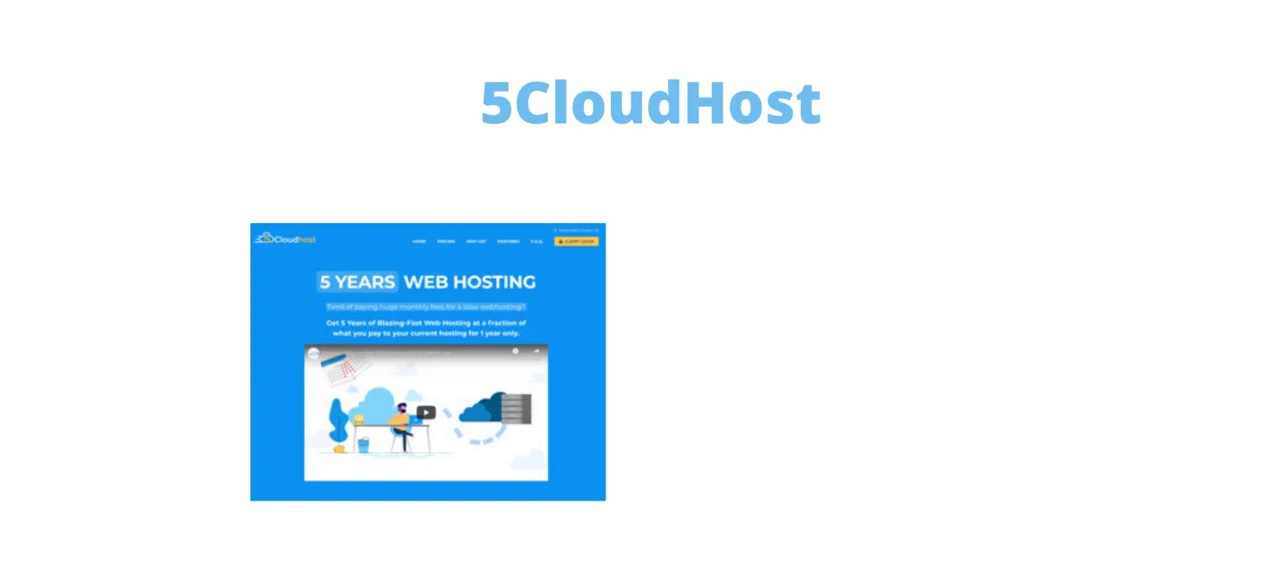 5CloudHost
5Cloudhost
HOME PRICING WHY US? FEATURES F.A.Q CLIENT LOGIN
5 YEARS WEB HOSTING
Tired of paying huge monthly fees for a slow webhosting?
Get 5 Years of Blazing-Fast Web Hosting at a fraction of
what you pay to your current hosting for 1 year only.